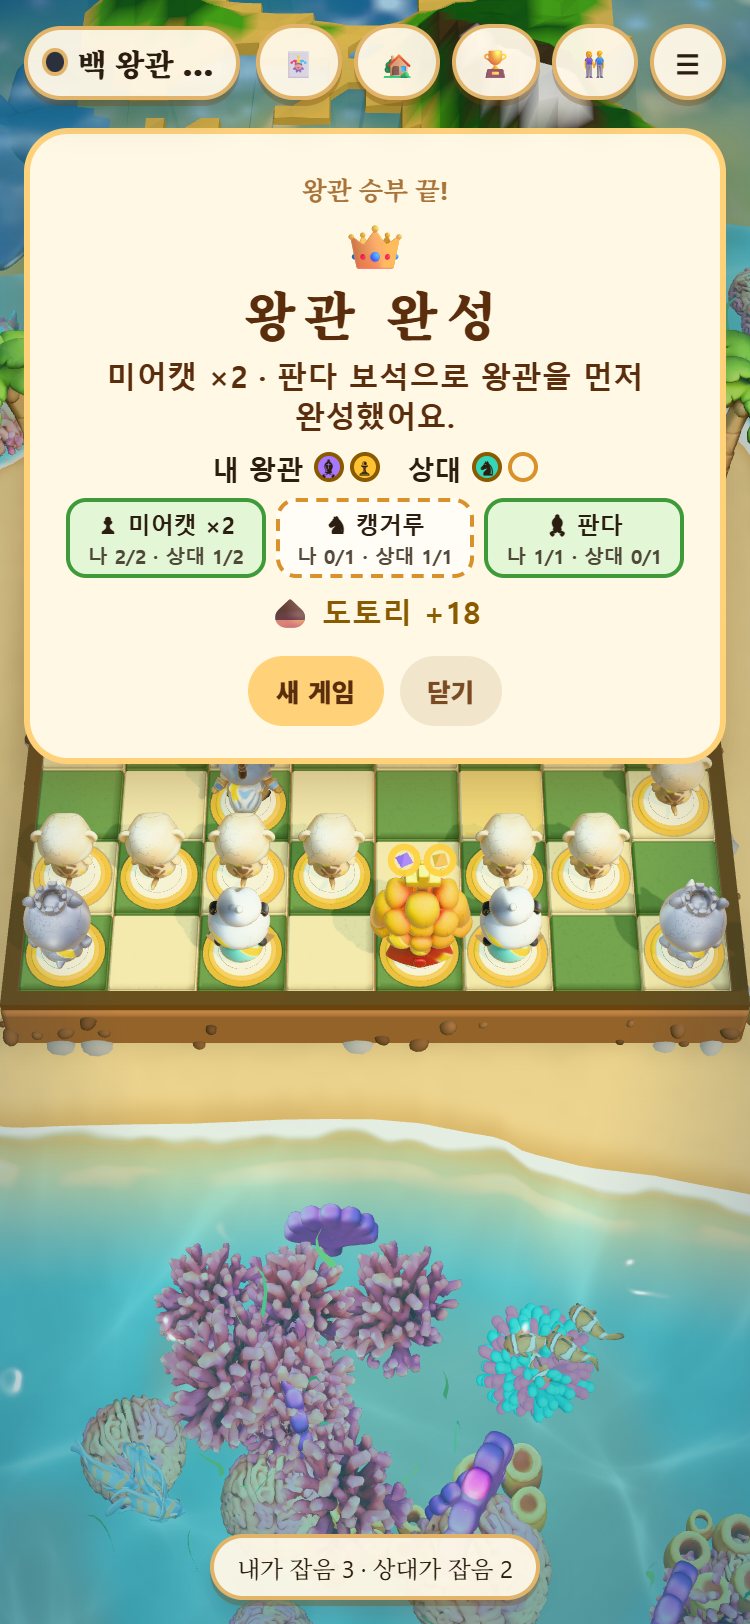 백 왕관 ...
왕관 승부 끝!
왕관 완성
미어캣 ×2 · 판다 보석으로 왕관을 먼저
완성했어요.
내 왕관 상대
미어캣 ×2
나 2/2 · 상대 1/2
캥거루
나 0/1 · 상대 1/1
판다
나 1/1 · 상대 0/1
도토리 +18
새 게임 닫기
내가 잡음 3 · 상대가 잡음 2